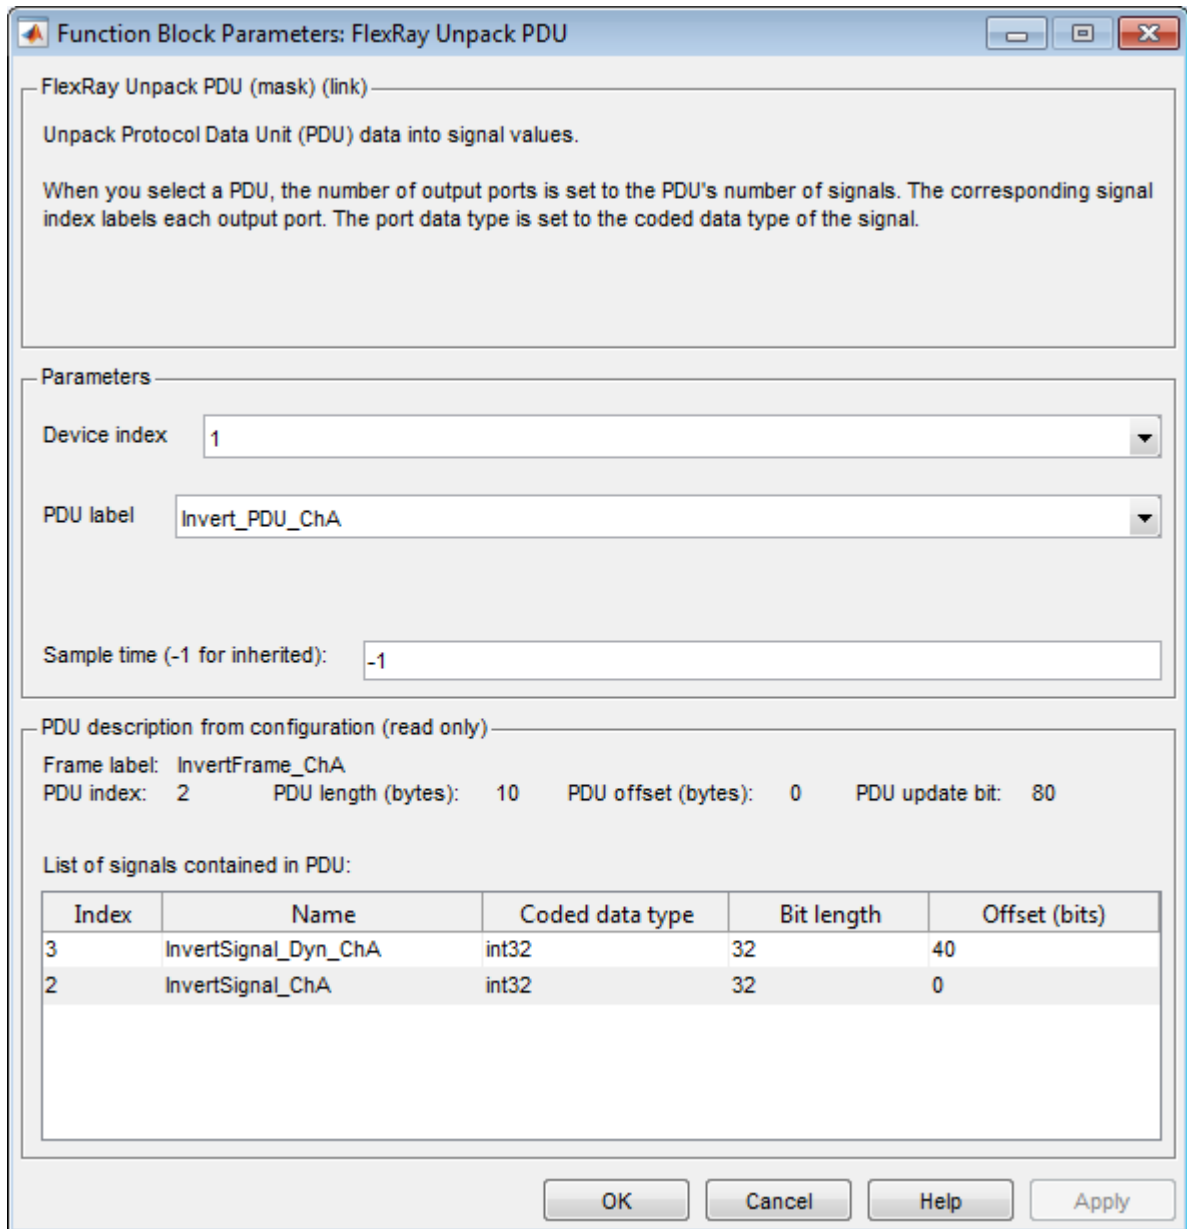 Function Block Parameters: FlexRay Unpack PDU
FlexRay Unpack PDU (mask) (link)
Unpack Protocol Data Unit (PDU) data into signal values.
When you select a PDU, the number of output ports is set to the PDU's number of signals. The corresponding signal
index labels each output port. The port data type is set to the coded data type of the signal.
Parameters
Device index 1
PDU label Invert_PDU_ChA
Sample time (-1 for inherited): -1
PDU description from configuration (read only)
Frame label: InvertFrame_ChA
PDU index: 2 PDU length (bytes): 10 PDU offset (bytes): 0 PDU update bit: 80
List of signals contained in PDU:
Index Name Coded data type Bit length Offset (bits)
3 InvertSignal_Dyn_ChA int32 32 40
2 InvertSignal_ChA int32 32 0
OK Cancel Help Apply